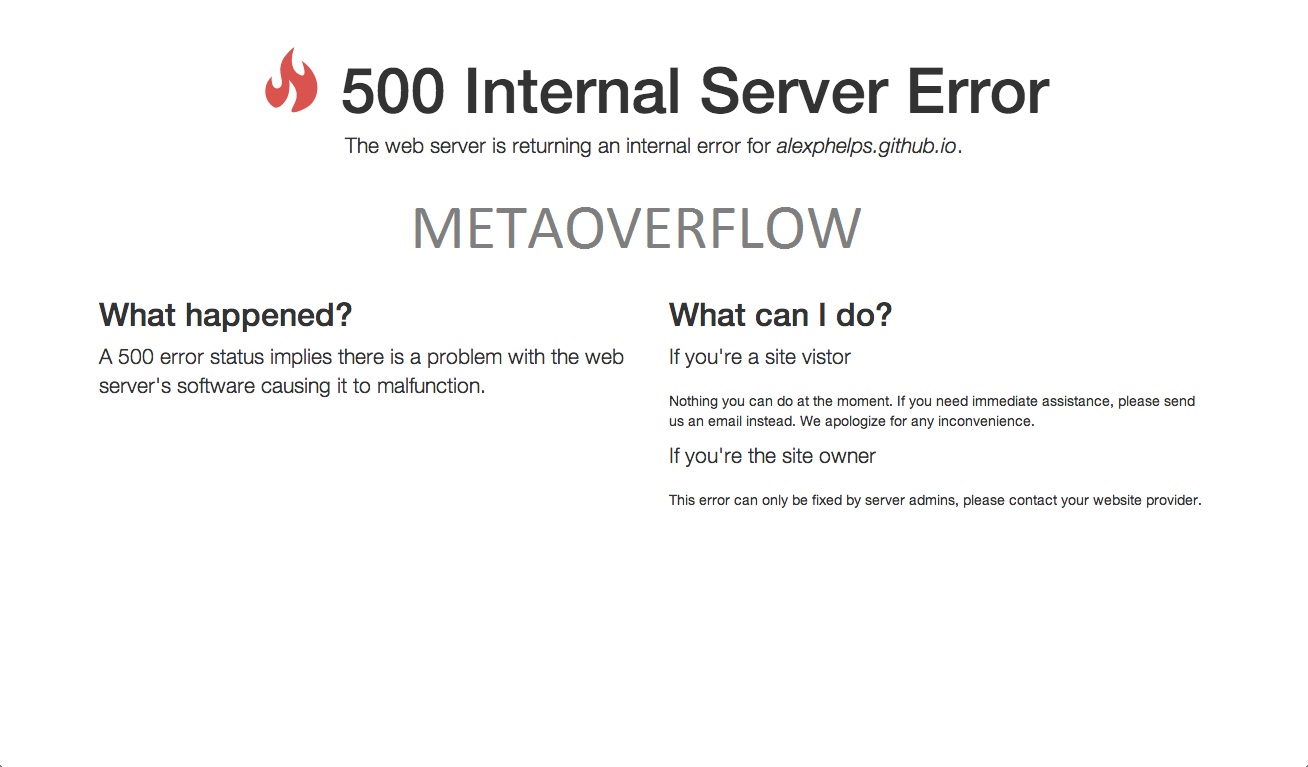 500 Internal Server Error
The web server is returning an internal error for alexphelps.github.io.
METAOVERFLOW
What happened?
A 500 error status implies there is a problem with the web
server's software causing it to malfunction.
What can I do?
If you're a site vistor
Nothing you can do at the moment. If you need immediate assistance, please send
us an email instead. We apologize for any inconvenience.
If you're the site owner
This error can only be fixed by server admins, please contact your website provider.